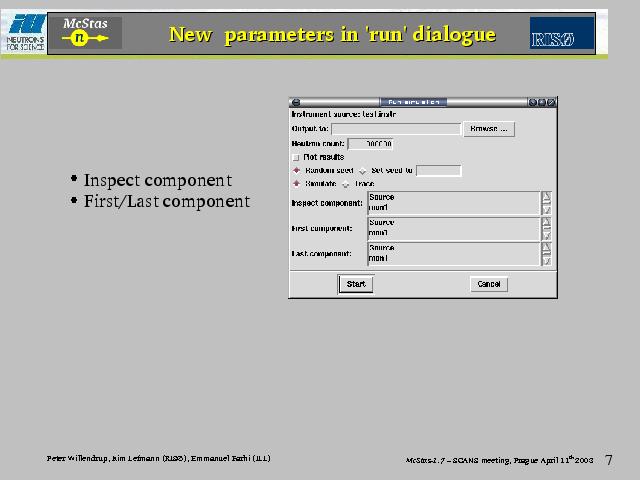 NEUTRONS
FOR SCIENCE
McStas
n
New parameters in 'run' dialogue
RISØ
• Inspect component
• First/Last component
Run simulation
Instrument source: test.instr
Output to:
Browse ...
Neutron count:
Plot results
Random seed
Set seed to
Simulate
Trace
Inspect component:
Source
mon1
First component:
Source
mon1
Last component:
Source
mon1
Start
Cancel
Peter Willendrup, Kim Lefmann (RISØ), Emmanuel Farhi (ILL)
McStas-1.7 – SCANS meeting, Prague April 11th 2003
7